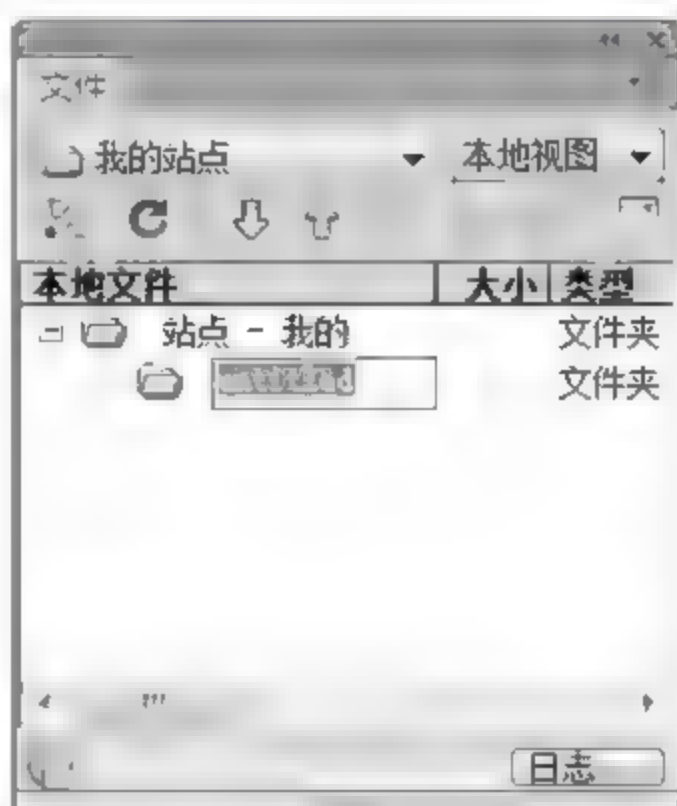 文件
我的站点 本地视图
本地文件 大小 类型
站点 - 我的 文件夹
文件夹
日志